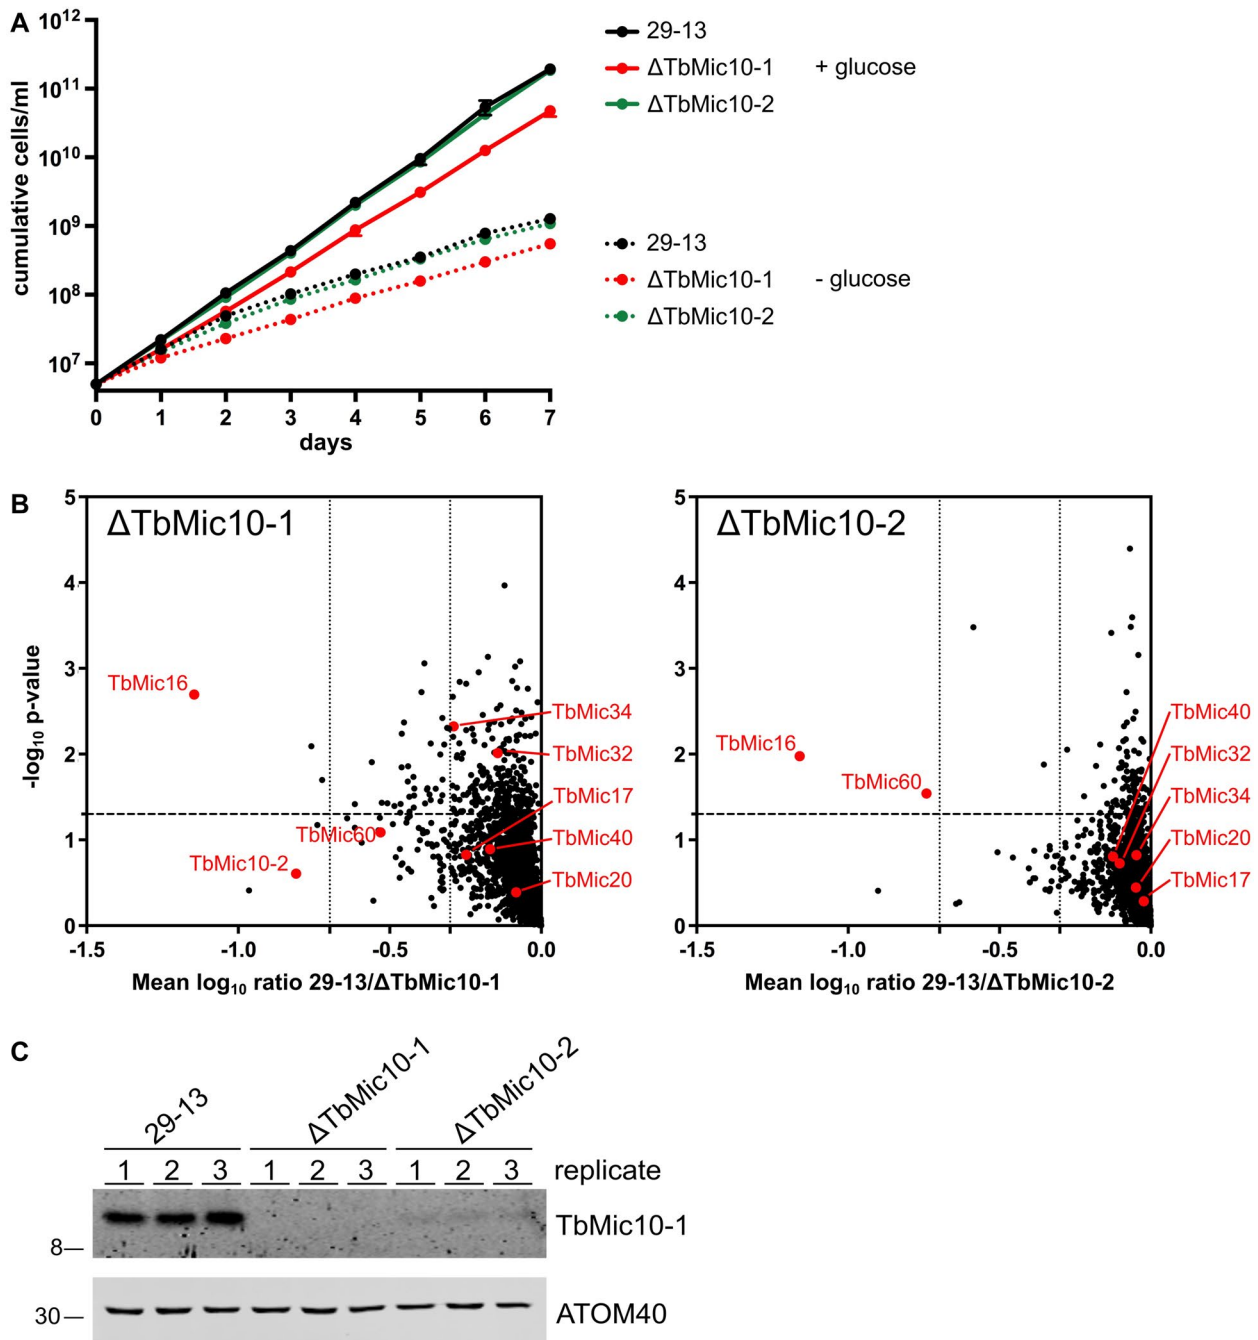 A
cumulative cells/ml
10¹²
10¹¹
10¹⁰
10⁹
10⁸
10⁷
0 1 2 3 4 5 6 7
days
29-13
ΔTbMic10-1 + glucose
ΔTbMic10-2
29-13
ΔTbMic10-1 - glucose
ΔTbMic10-2
B
-log₁₀ p-value
5
4
3
2
1
0
ΔTbMic10-1
TbMic16
TbMic60
TbMic10-2
TbMic34
TbMic32
TbMic17
TbMic40
TbMic20
-1.5 -1.0 -0.5 0.0
Mean log₁₀ ratio 29-13/ΔTbMic10-1
5
4
3
2
1
0
ΔTbMic10-2
TbMic16
TbMic60
TbMic40
TbMic32
TbMic34
TbMic20
TbMic17
-1.5 -1.0 -0.5 0.0
Mean log₁₀ ratio 29-13/ΔTbMic10-2
C
29-13 ΔTbMic10-1 ΔTbMic10-2
1 2 3 1 2 3 1 2 3 replicate
TbMic10-1
8
30
ATOM40